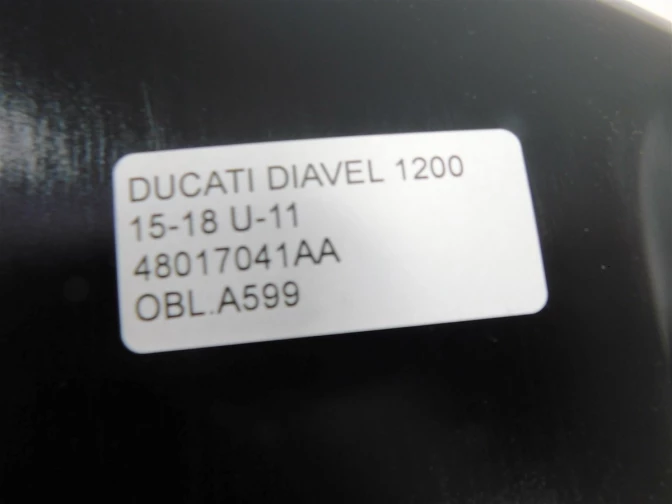 DUCATI DIAVEL 1200
15-18 U-11
48017041AA
OBL.A599